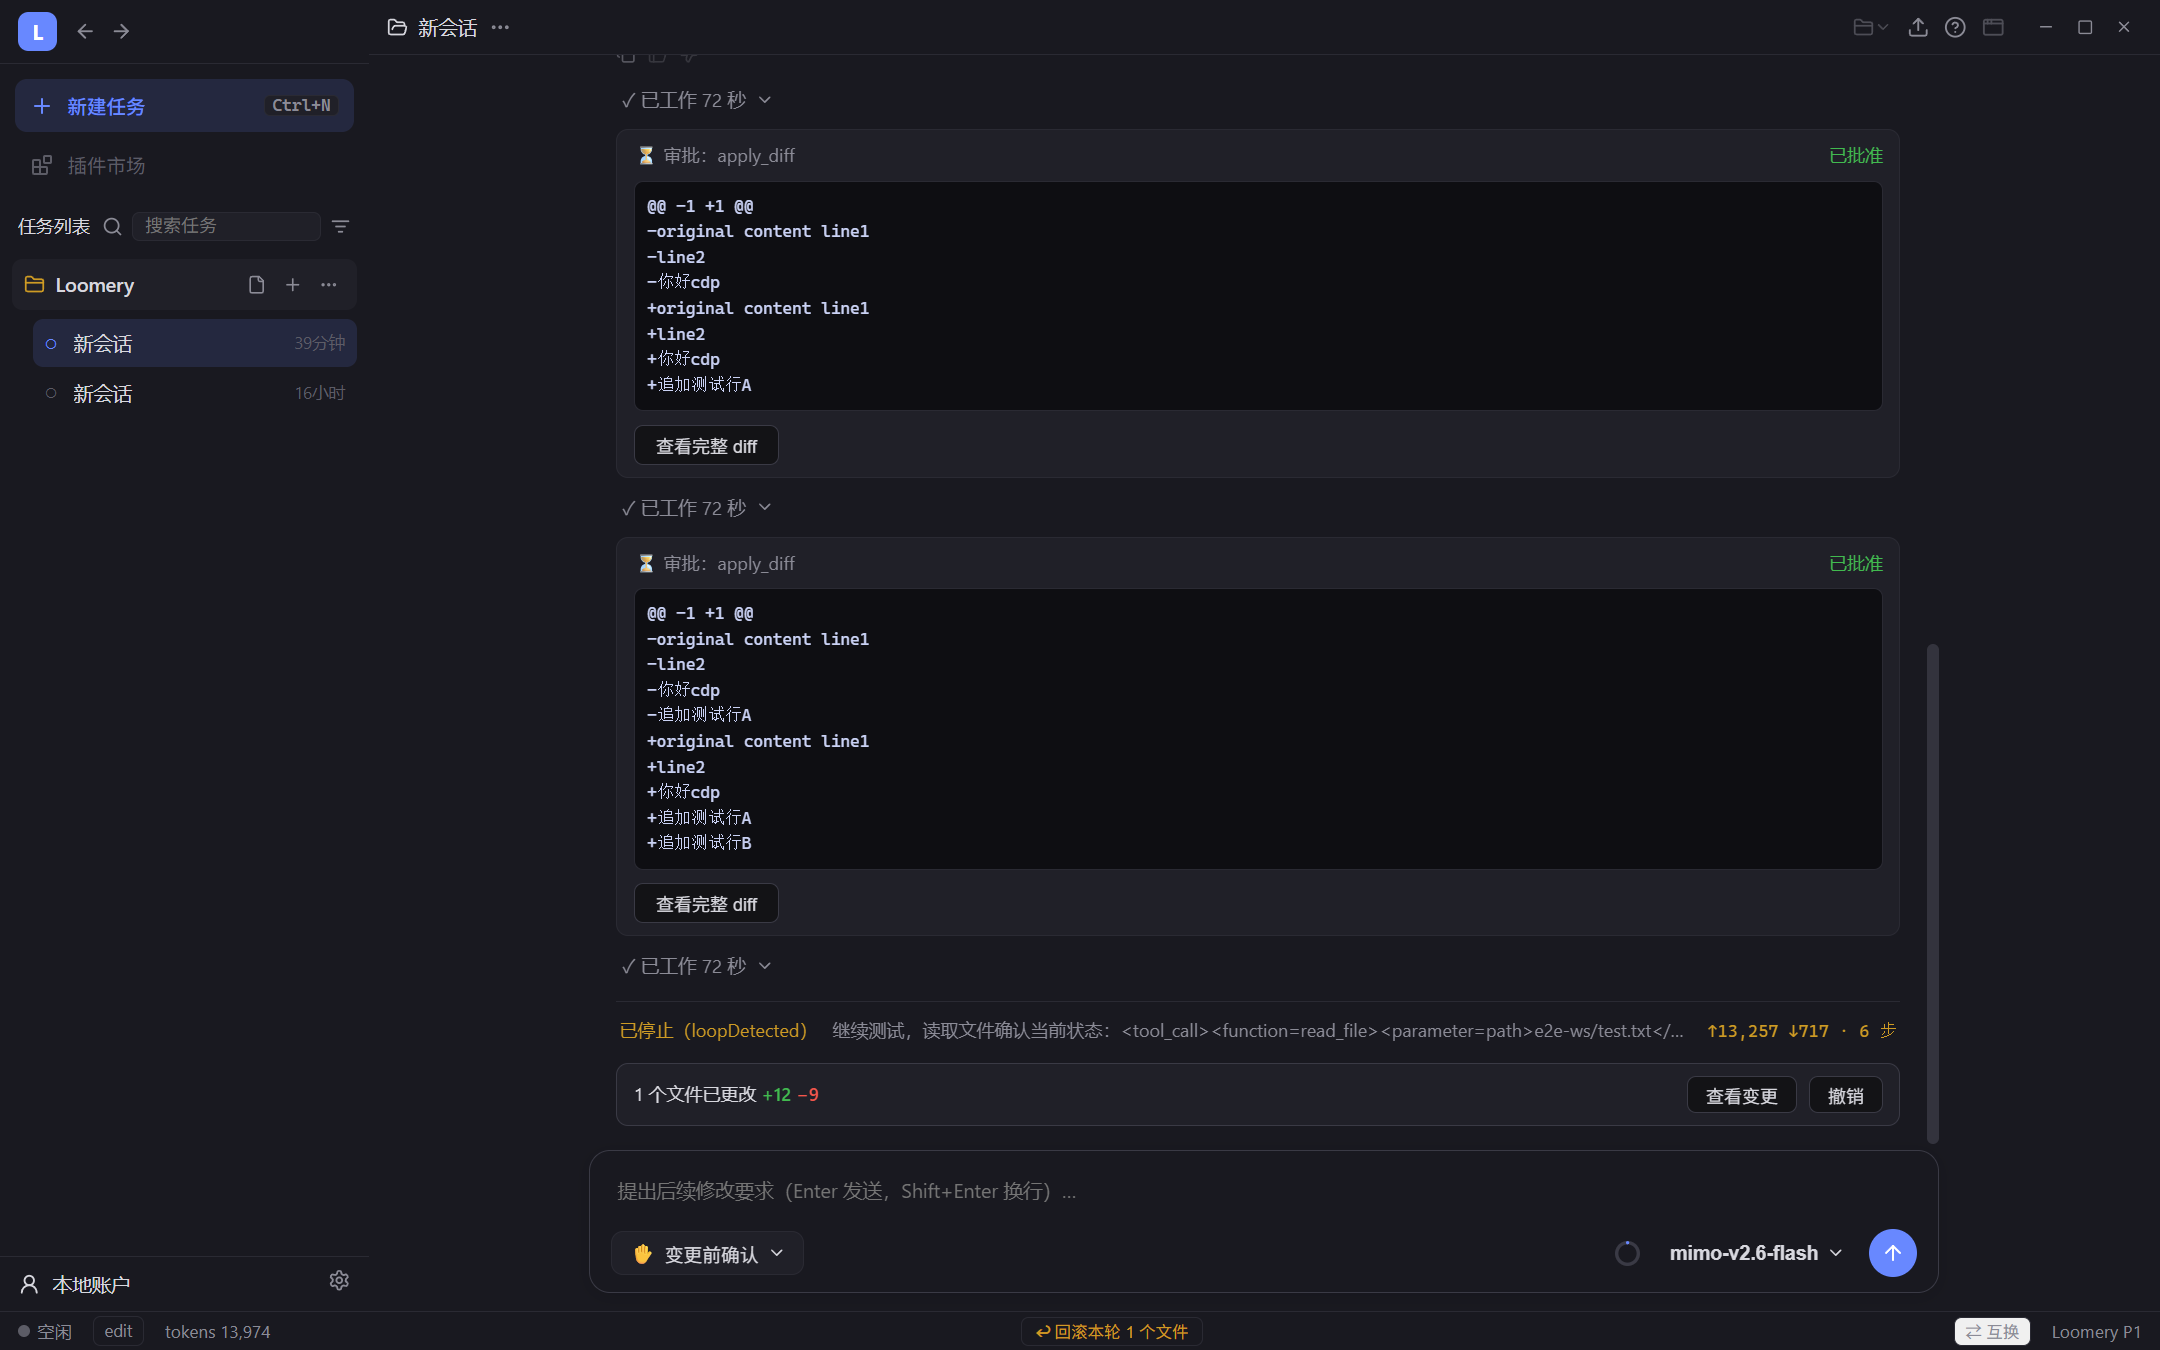 L
新会话 ···
新建任务 Ctrl+N
插件市场
任务列表 搜索任务
Loomery
新会话 39分钟
新会话 16小时
✓ 已工作 72 秒
⏳ 审批：apply_diff 已批准
@@ -1 +1 @@
-original content line1
-line2
-你好cdp
+original content line1
+line2
+你好cdp
+追加测试行A
查看完整 diff
✓ 已工作 72 秒
⏳ 审批：apply_diff 已批准
@@ -1 +1 @@
-original content line1
-line2
-你好cdp
-追加测试行A
+original content line1
+line2
+你好cdp
+追加测试行A
+追加测试行B
查看完整 diff
✓ 已工作 72 秒
已停止（loopDetected） 继续测试，读取文件确认当前状态：<tool_call><function=read_file><parameter=path>e2e-ws/test.txt</... ↑13,257 ↓717 · 6 步
1 个文件已更改 +12 −9 查看变更 撤销
提出后续修改要求（Enter 发送，Shift+Enter 换行）...
✋ 变更前确认 mimo-v2.6-flash
本地账户
空闲 edit tokens 13,974 ↩ 回滚本轮 1 个文件 ⇄ 互换 Loomery P1